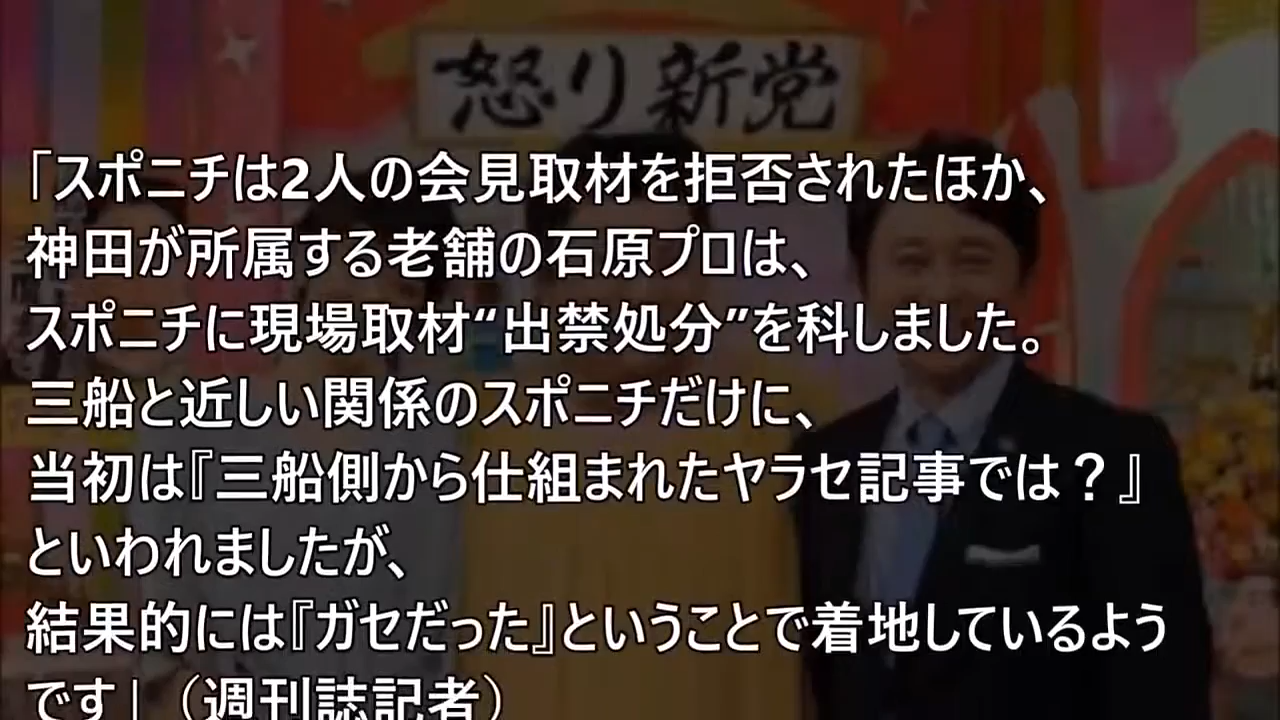 怒り新党
「スポニチは2人の会見取材を拒否されたほか、
神田が所属する老舗の石原プロは、
スポニチに現場取材“出禁処分”を科しました。
三船と近しい関係のスポニチだけに、
当初は『三船側から仕組まれたヤラセ記事では？』
といわれましたが、
結果的には『ガセだった』ということで着地しているよう
です」（週刊誌記者）